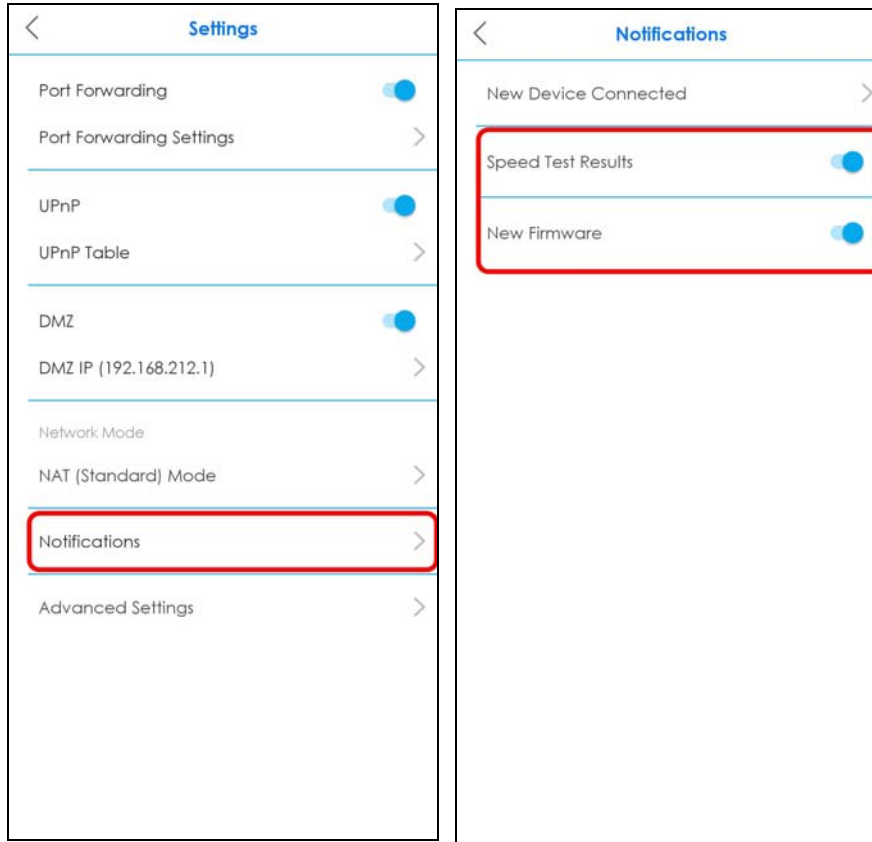 Settings
Port Forwarding
Port Forwarding Settings
UPnP
UPnP Table
DMZ
DMZ IP (192.168.212.1)
Network Mode
NAT (Standard) Mode
Notifications
Advanced Settings
Notifications
New Device Connected
Speed Test Results
New Firmware